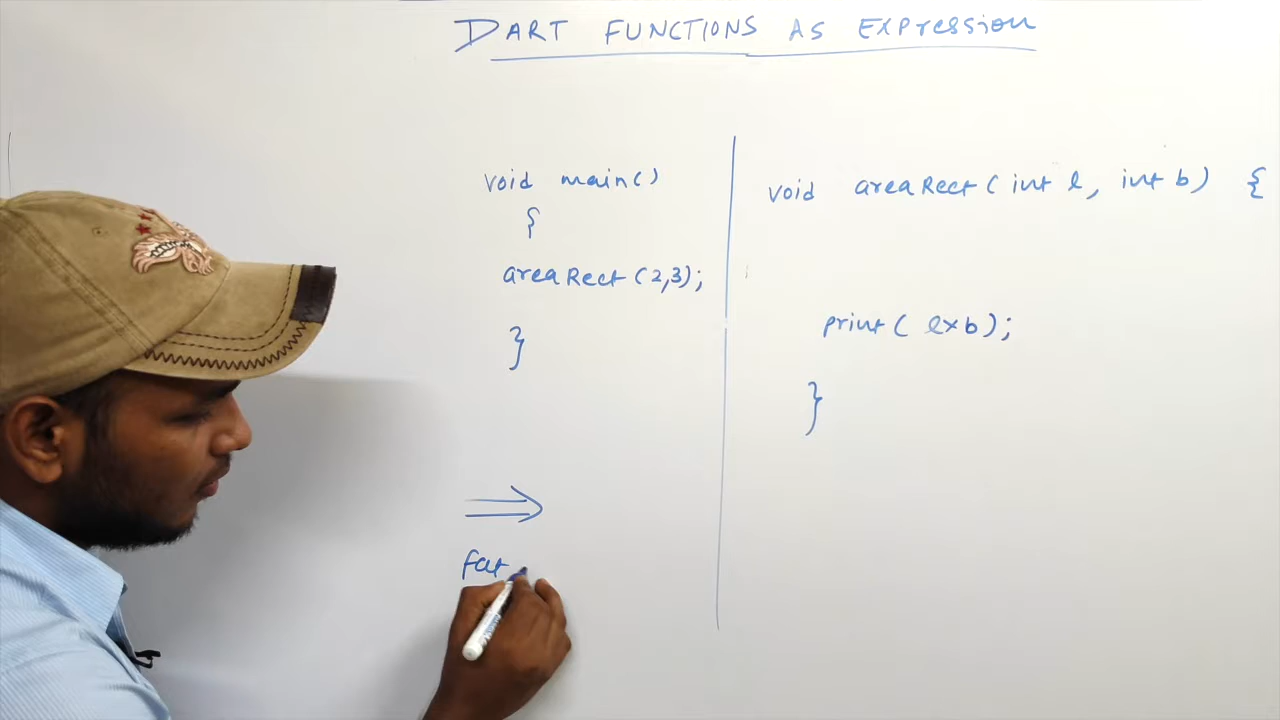 DART FUNCTIONS AS EXPRESSION
void main()
{
areaRect(2,3);
}
void areaRect(int l, int b) {
print( l×b);
}
⇒
fat